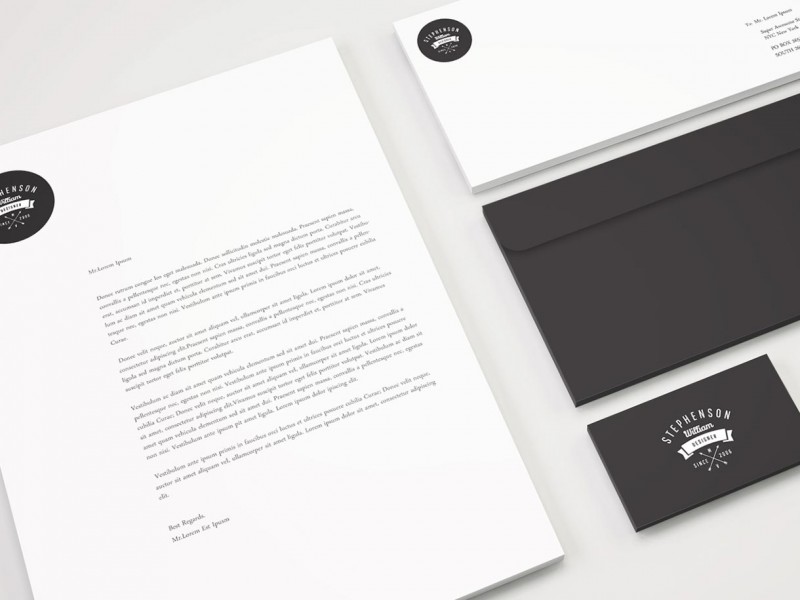 STEPHENSON
William
DESIGNER
SINCE 2000
Mr.Lorem Ipsum
Donec rutrum congue leo eget malesuada. Donec sollicitudin molestie malesuada. Praesent sapien massa,
convallis a pellentesque nec, egestas non nisi. Cras ultricies ligula sed magna dictum porta. Curabitur arcu
erat, accumsan id imperdiet et, porttitor at sem. Vivamus suscipit tortor eget felis porttitor volutpat. Vestibu-
lum ac diam sit amet quam vehicula elementum sed sit amet dui. Praesent sapien massa, convallis a pellen-
tesque nec, egestas non nisi. Vestibulum ante ipsum primis in faucibus orci luctus et ultrices posuere cubilia
Curae;
Donec velit neque, auctor sit amet aliquam vel, ullamcorper sit amet ligula. Lorem ipsum dolor sit amet,
consectetur adipiscing elit.Praesent sapien massa, convallis a pellentesque nec, egestas non nisi. Cras ultricies
ligula sed magna dictum porta. Curabitur arcu erat, accumsan id imperdiet et, porttitor at sem. Vivamus
suscipit tortor eget felis porttitor volutpat.
Vestibulum ac diam sit amet quam vehicula elementum sed sit amet dui. Praesent sapien massa, convallis a
pellentesque nec, egestas non nisi. Vestibulum ante ipsum primis in faucibus orci luctus et ultrices posuere
cubilia Curae; Donec velit neque, auctor sit amet aliquam vel, ullamcorper sit amet ligula. Lorem ipsum dolor
sit amet, consectetur adipiscing elit.Vivamus suscipit tortor eget felis porttitor volutpat. Vestibulum ac diam sit
amet quam vehicula elementum sed sit amet dui. Praesent sapien massa, convallis a pellentesque nec, egestas
non nisi. Vestibulum ante ipsum pit amet ligula. Lorem ipsum dolor ipiscing elit.
Vestibulum ante ipsum primis in faucibus orci luctus et ultrices posuere cubilia Curae; Donec velit neque,
auctor sit amet aliquam vel, ullamcorper sit amet ligula. Lorem ipsum dolor sit amet, consectetur adipiscing
elit.
Best Regards,
Mr.Lorem Est Ipsum
STEPHENSON
William
To: Mr. Lorem Ipsum
Super Awesome
NYC New York
PO BOX
SOUTH
STEPHENSON
William
DESIGNER
SINCE 2000